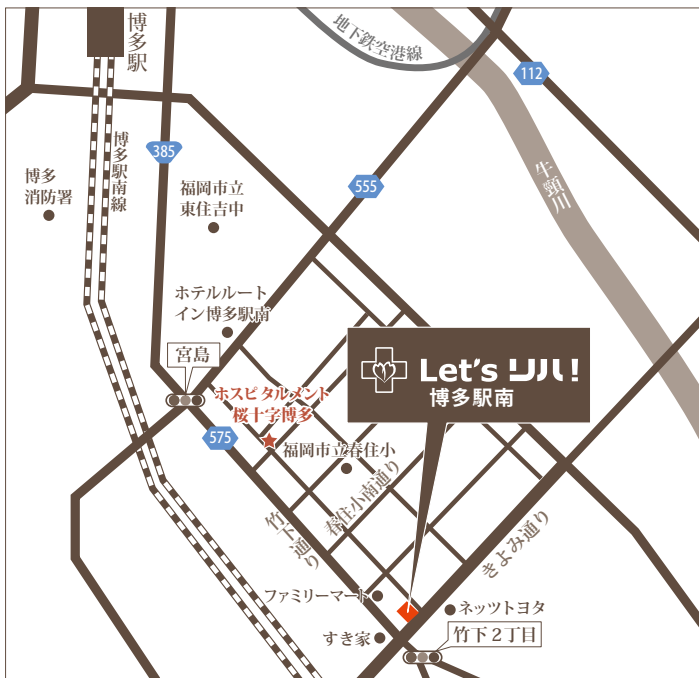 博多駅
地下鉄空港線
112
385
博多駅南線
博多
消防署
福岡市立
東住吉中
555
牛頸川
ホテルルート
イン博多駅南
宮島
Let's リハ!
博多駅南
ホスピタルメント
桜十字博多
575
福岡市立春住小
春住小南通り
竹下通り
きよみ通り
ファミリーマート
ネッツトヨタ
すき家
竹下2丁目